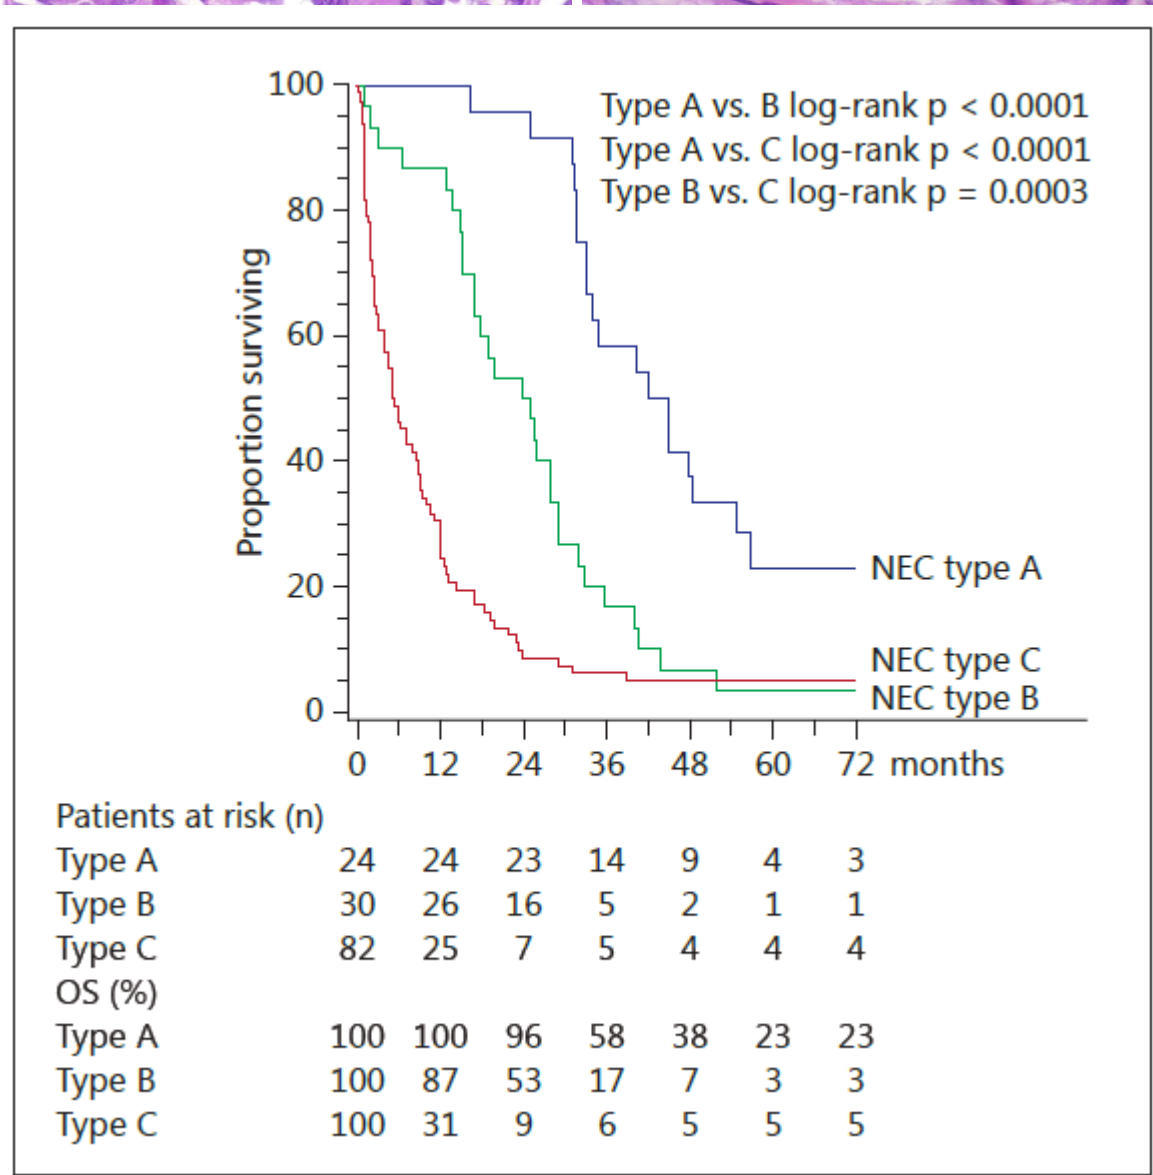 100
Type A vs. B log-rank p < 0.0001
Type A vs. C log-rank p < 0.0001
Type B vs. C log-rank p = 0.0003
80
60
40
20
0
Proportion surviving
NEC type A
NEC type C
NEC type B
0 12 24 36 48 60 72 months
Patients at risk (n)
Type A 24 24 23 14 9 4 3
Type B 30 26 16 5 2 1 1
Type C 82 25 7 5 4 4 4
OS (%)
Type A 100 100 96 58 38 23 23
Type B 100 87 53 17 7 3 3
Type C 100 31 9 6 5 5 5